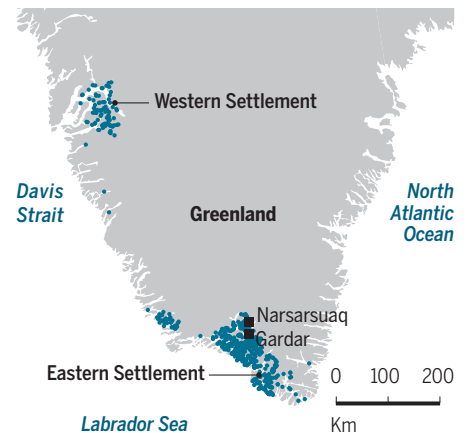 Western Settlement
Davis
Strait
Greenland
North
Atlantic
Ocean
Narsarsuaq
Gardar
Eastern Settlement
0 100 200
Km
Labrador Sea